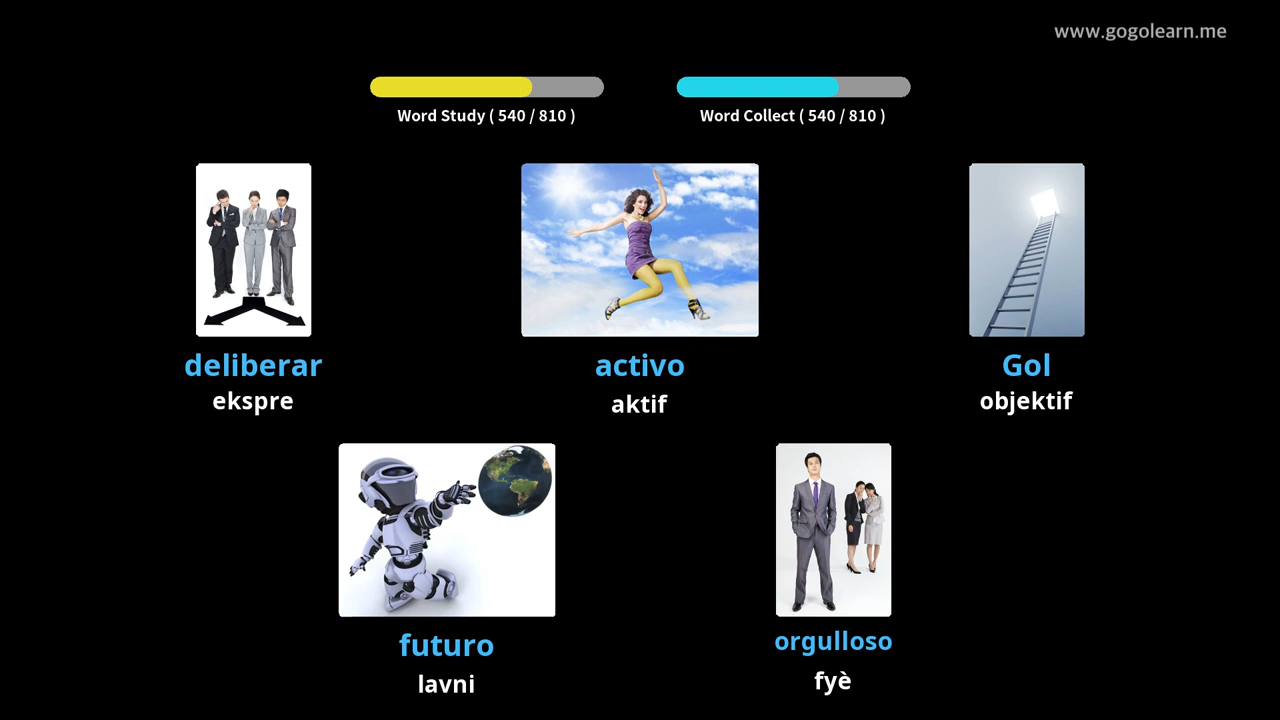 www.gogolearn.me
Word Study ( 540 / 810 )
Word Collect ( 540 / 810 )
deliberar
ekspre
activo
aktif
Gol
objektif
futuro
lavni
orgulloso
fyè